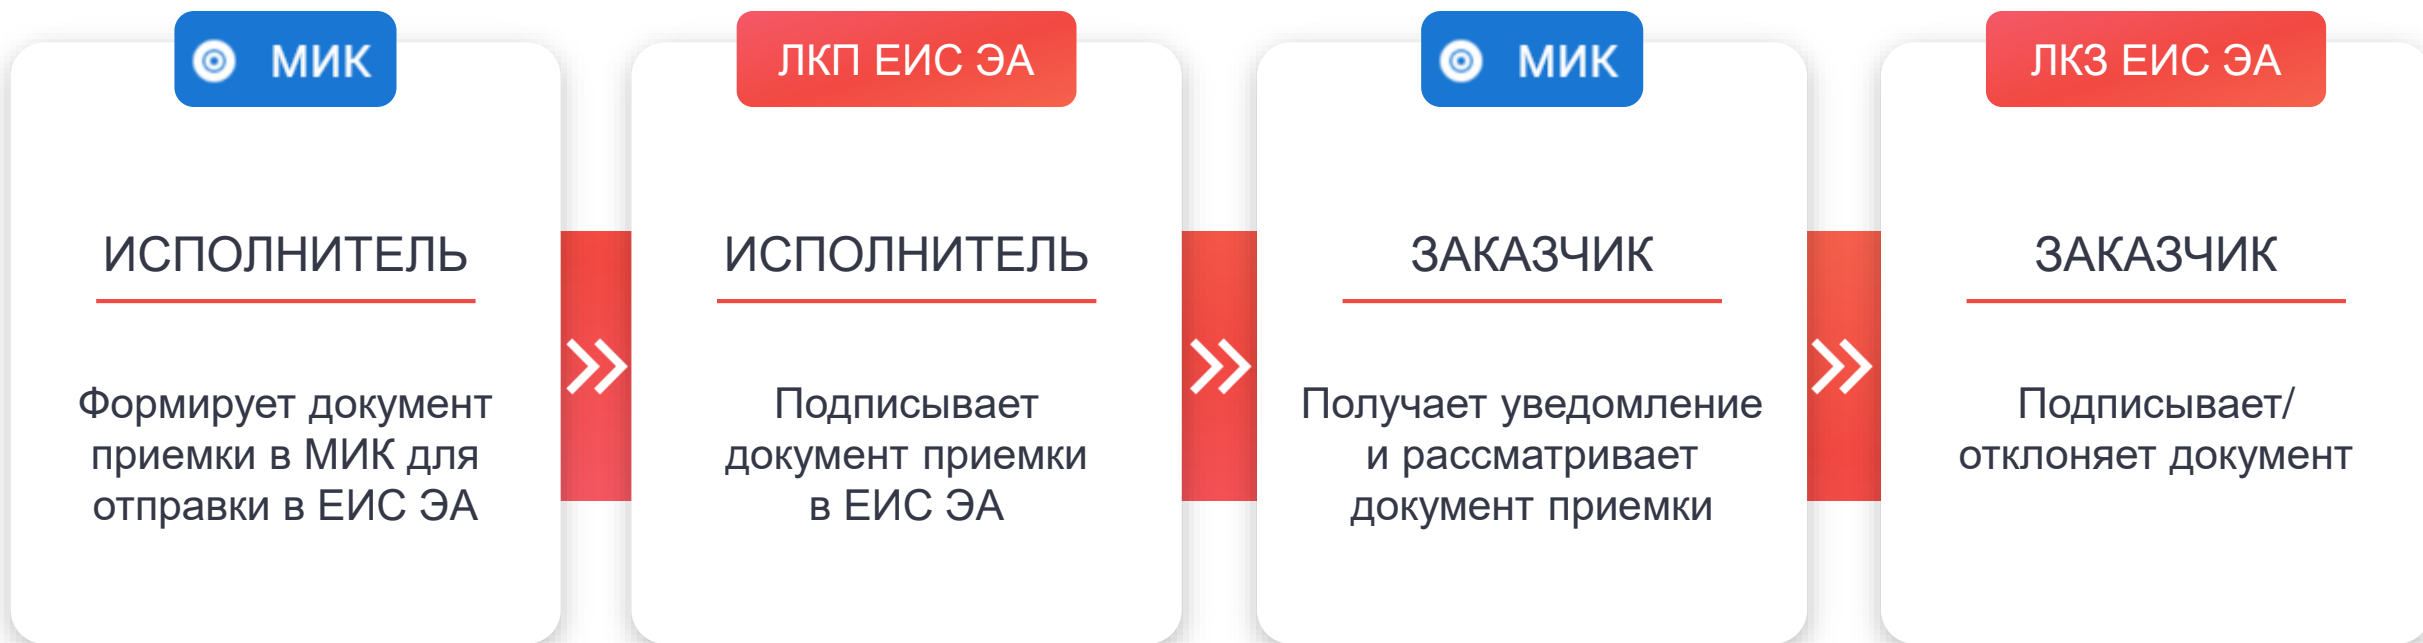 МИК
ИСПОЛНИТЕЛЬ
Формирует документ
приемки в МИК для
отправки в ЕИС ЭА
ЛКП ЕИС ЭА
ИСПОЛНИТЕЛЬ
Подписывает
документ приемки
в ЕИС ЭА
МИК
ЗАКАЗЧИК
Получает уведомление
и рассматривает
документ приемки
ЛКЗ ЕИС ЭА
ЗАКАЗЧИК
Подписывает/
отклоняет документ